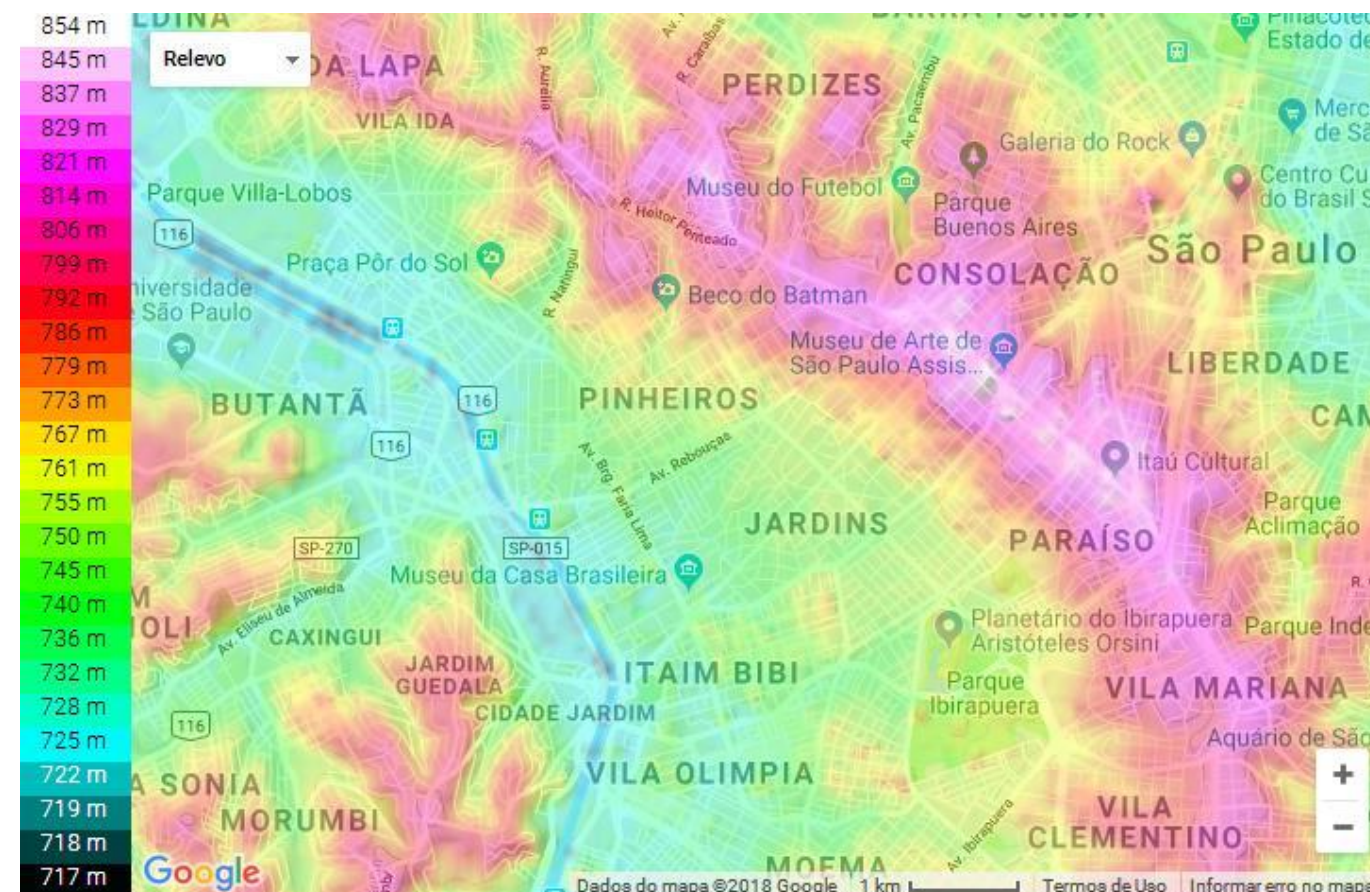 854 m
845 m
837 m
829 m
821 m
814 m
806 m
799 m
792 m
786 m
779 m
773 m
767 m
761 m
755 m
750 m
745 m
740 m
736 m
732 m
728 m
725 m
722 m
719 m
718 m
717 m
Relevo
DA LAPA
VILA IDA
R. Aurelia
R. Caraíbas
PERDIZES
Av. Pacaembu
Estado de
Galeria do Rock
Parque Villa-Lobos
Museu do Futebol
Parque
Buenos Aires
Centro Cu
do Brasil S
116
R. Heitor Penteado
São Paulo
Praça Pôr do Sol
R. Natingui
Beco do Batman
CONSOLAÇÃO
São Paulo
Museu de Arte de
São Paulo Assis...
LIBERDADE
BUTANTÃ
116
PINHEIROS
116
Av. Rebouças
Av. Brg. Faria Lima
Itaú Cultural
JARDINS
Parque
Aclimação
SP-270
SP-015
PARAÍSO
Museu da Casa Brasileira
Av. Eliseu de Almeida
CAXINGUI
Planetário do Ibirapuera
Aristóteles Orsini
Parque Inde
JARDIM
GUEDALA
ITAIM BIBI
Parque
Ibirapuera
VILA MARIANA
CIDADE JARDIM
116
Aquário de São
SONIA
VILA OLIMPIA
+
MORUMBI
VILA
CLEMENTINO
−
Av. Ibirapuera
MOEMA
Google
Dados do mapa ©2018 Google
1 km
Termos de Uso
Informar erro no mapa